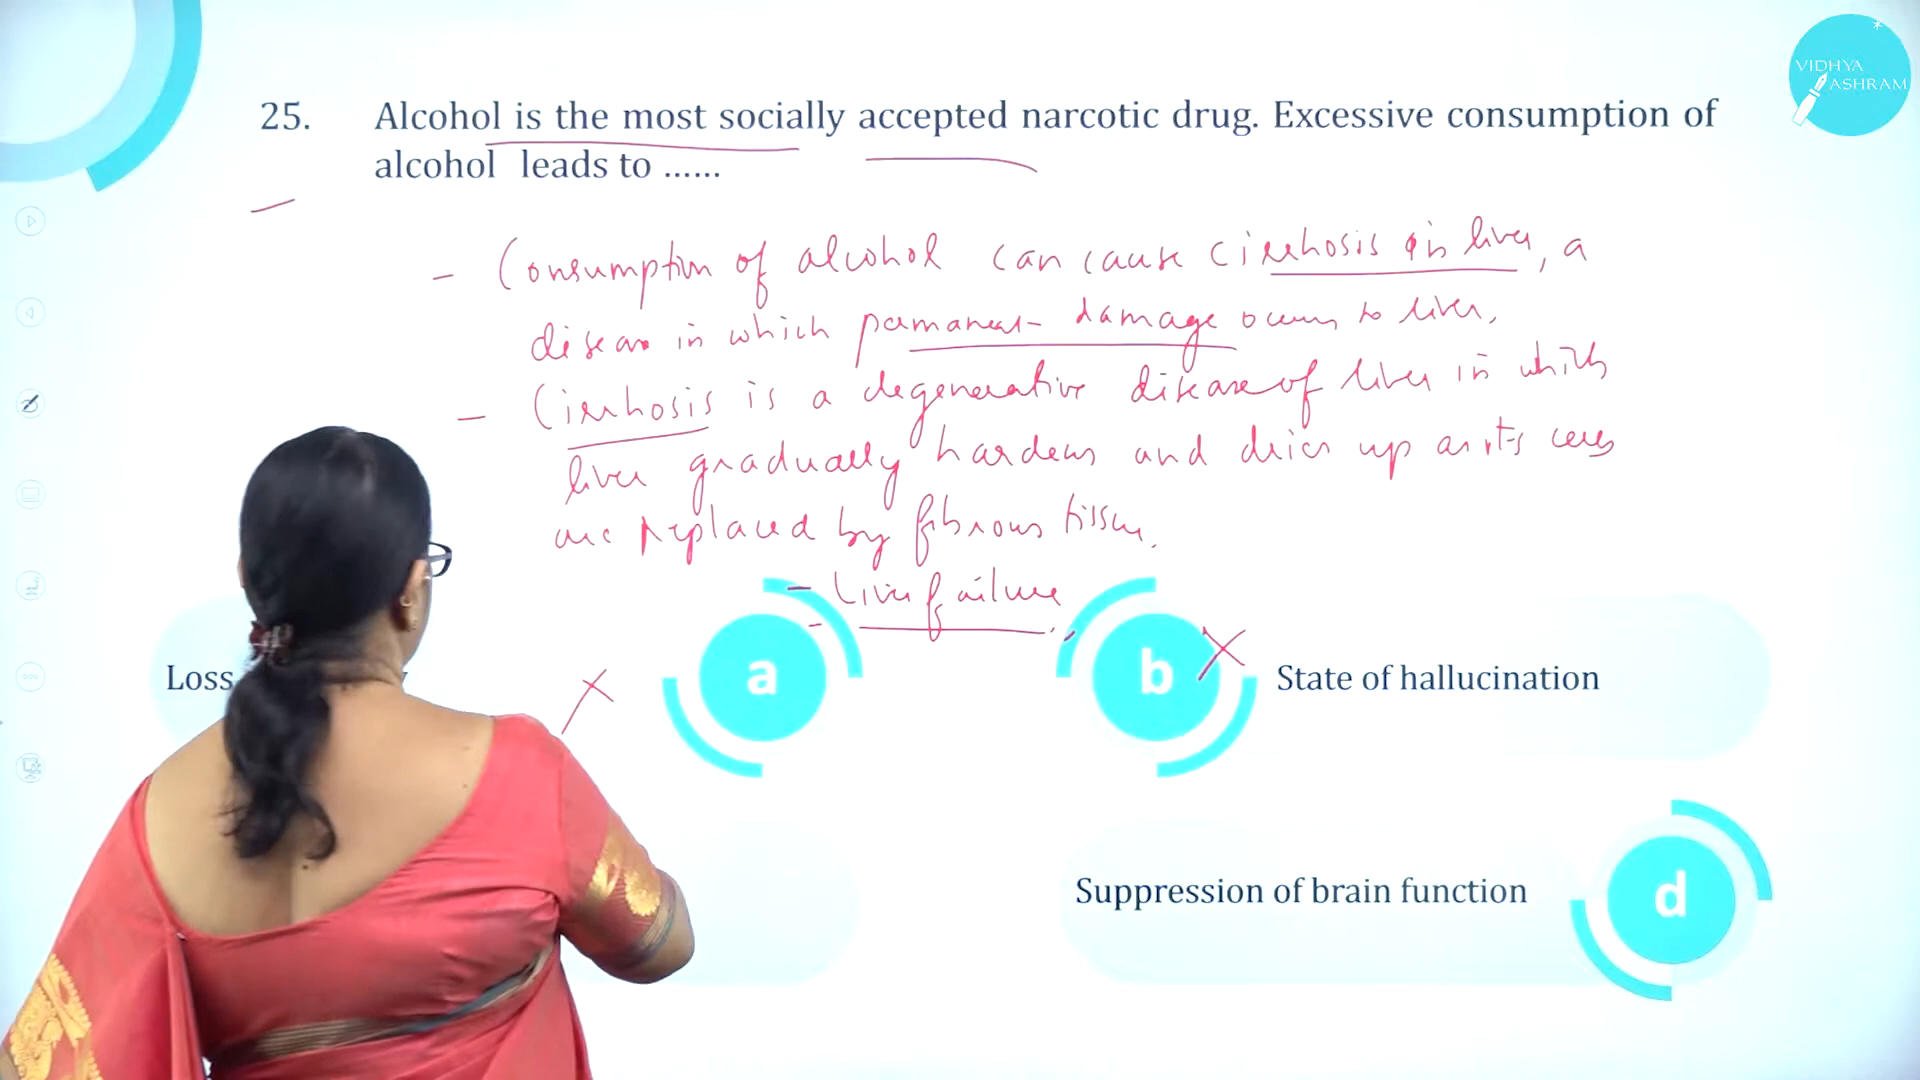 VIDHYA
ASHRAM
25. Alcohol is the most socially accepted narcotic drug. Excessive consumption of
alcohol leads to ......
- Consumption of alcohol can cause cirrhosis in liver, a
disease in which permanent damage occurs to liver.
- Cirrhosis is a degenerative disease of liver in which
liver gradually hardens and dries up as its cells
are replaced by fibrous tissue.
- Liver failure
Loss
a
b
State of hallucination
Suppression of brain function
d